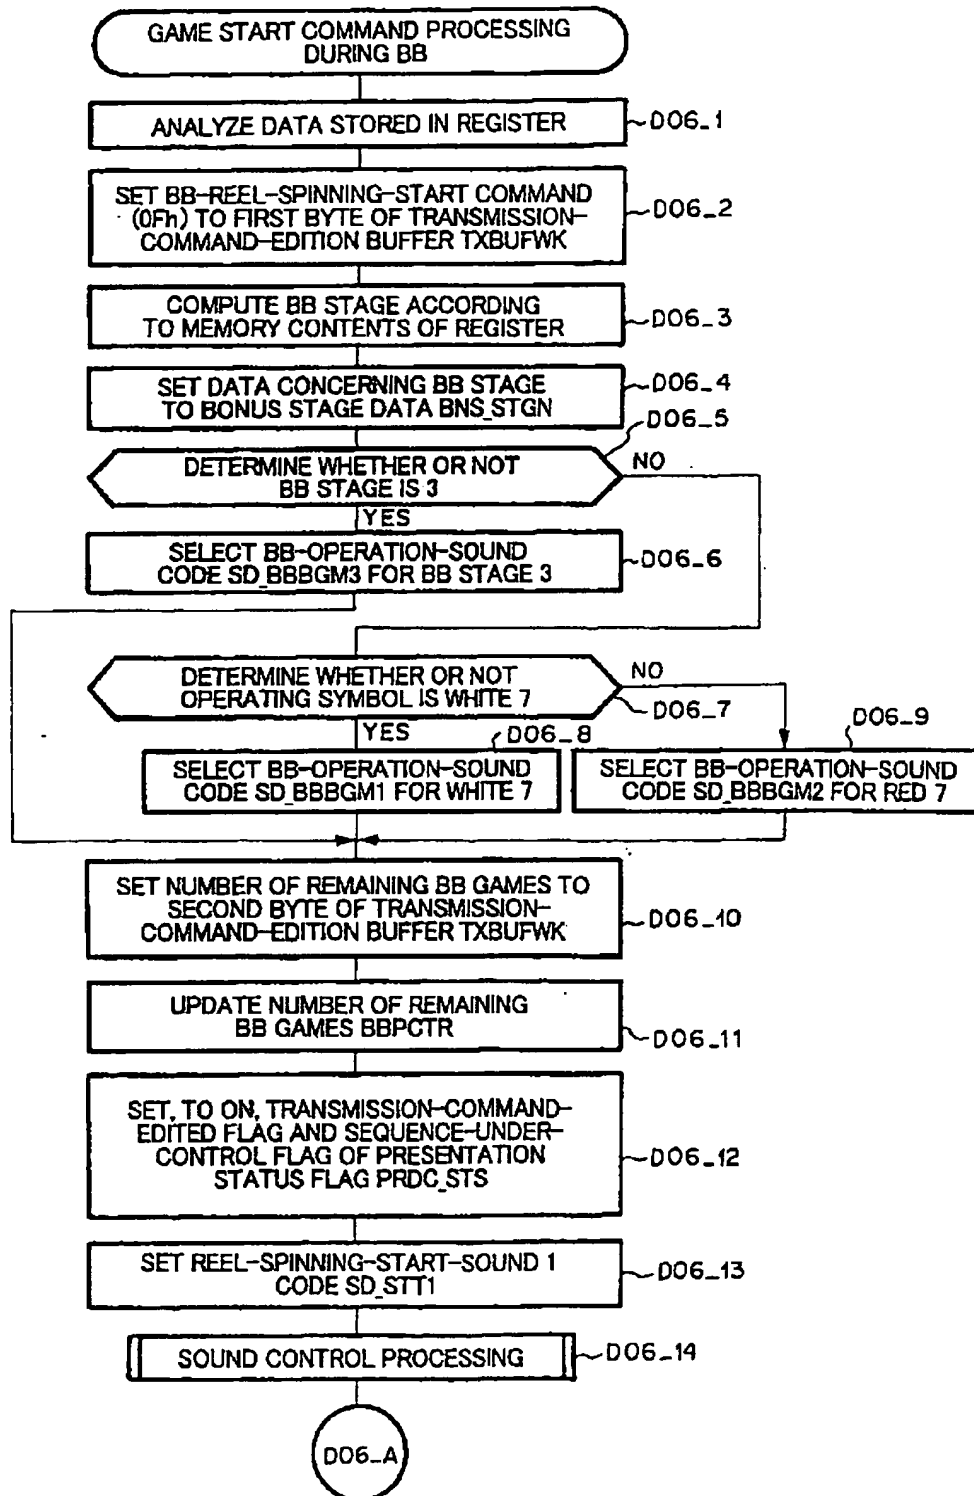 GAME START COMMAND PROCESSING
DURING BB
ANALYZE DATA STORED IN REGISTER
D06_1
SET BB-REEL-SPINNING-START COMMAND
(0Fh) TO FIRST BYTE OF TRANSMISSION-
COMMAND-EDITION BUFFER TXBUFWK
D06_2
COMPUTE BB STAGE ACCORDING
TO MEMORY CONTENTS OF REGISTER
D06_3
SET DATA CONCERNING BB STAGE
TO BONUS STAGE DATA BNS_STGN
D06_4
D06_5
DETERMINE WHETHER OR NOT
BB STAGE IS 3
NO
YES
SELECT BB-OPERATION-SOUND
CODE SD_BBBGM3 FOR BB STAGE 3
D06_6
DETERMINE WHETHER OR NOT
OPERATING SYMBOL IS WHITE 7
NO
D06_7
YES
D06_8
D06_9
SELECT BB-OPERATION-SOUND
CODE SD_BBBGM1 FOR WHITE 7
SELECT BB-OPERATION-SOUND
CODE SD_BBBGM2 FOR RED 7
SET NUMBER OF REMAINING BB GAMES TO
SECOND BYTE OF TRANSMISSION-
COMMAND-EDITION BUFFER TXBUFWK
D06_10
UPDATE NUMBER OF REMAINING
BB GAMES BBPCTR
D06_11
SET, TO ON, TRANSMISSION-COMMAND-
EDITED FLAG AND SEQUENCE-UNDER-
CONTROL FLAG OF PRESENTATION
STATUS FLAG PRDC_STS
D06_12
SET REEL-SPINNING-START-SOUND 1
CODE SD_STT1
D06_13
SOUND CONTROL PROCESSING
D06_14
D06_A